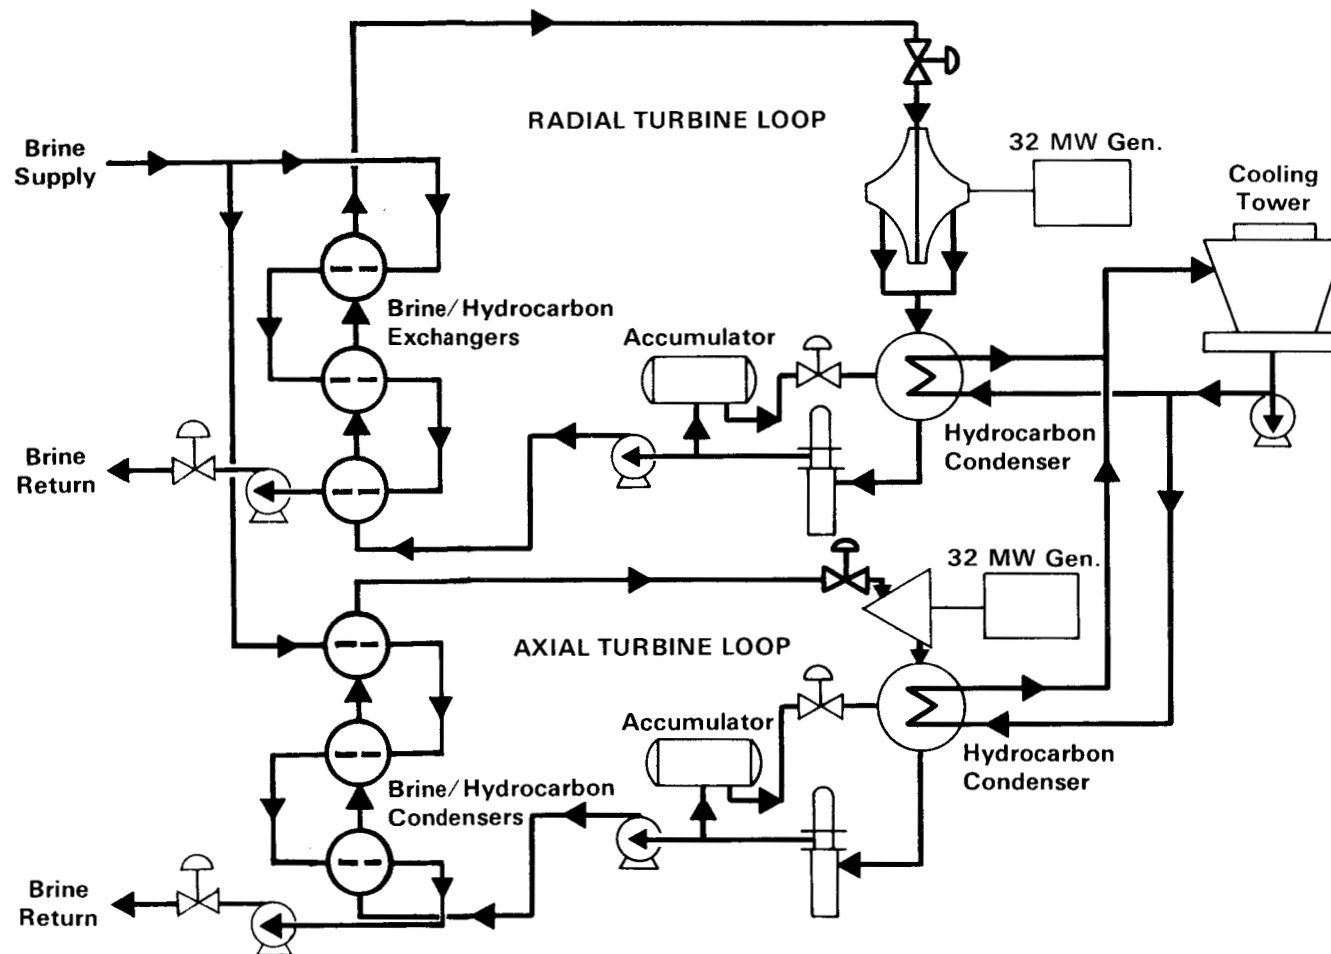 RADIAL TURBINE LOOP
32 MW Gen.
Brine
Supply
Cooling
Tower
Brine/Hydrocarbon
Exchangers
Accumulator
Hydrocarbon
Condenser
Brine
Return
32 MW Gen.
AXIAL TURBINE LOOP
Accumulator
Hydrocarbon
Condenser
Brine/Hydrocarbon
Condensers
Brine
Return